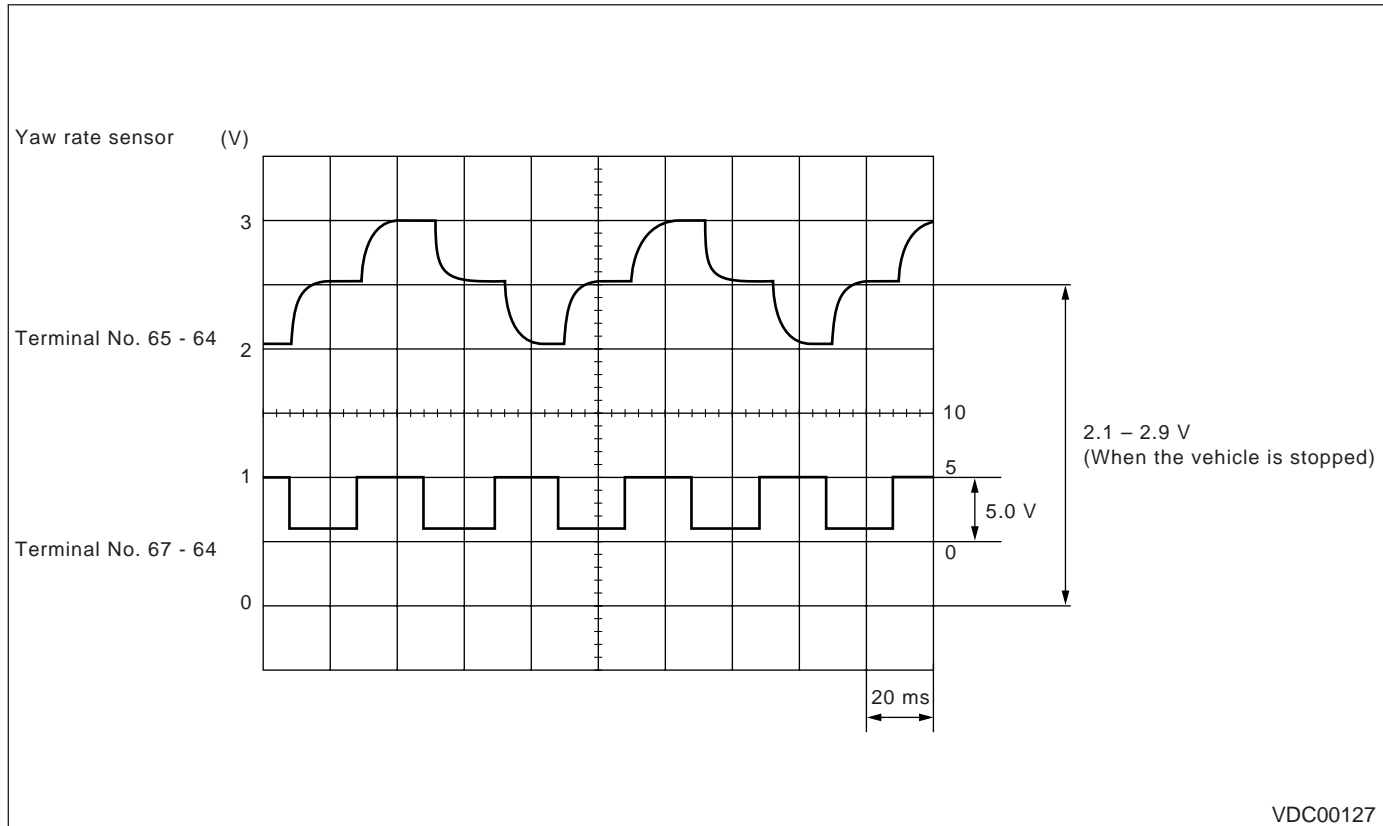 Yaw rate sensor (V)
3
Terminal No. 65 - 64
2
10
2.1 – 2.9 V
(When the vehicle is stopped)
1
5
5.0 V
Terminal No. 67 - 64
0
0
20 ms
VDC00127